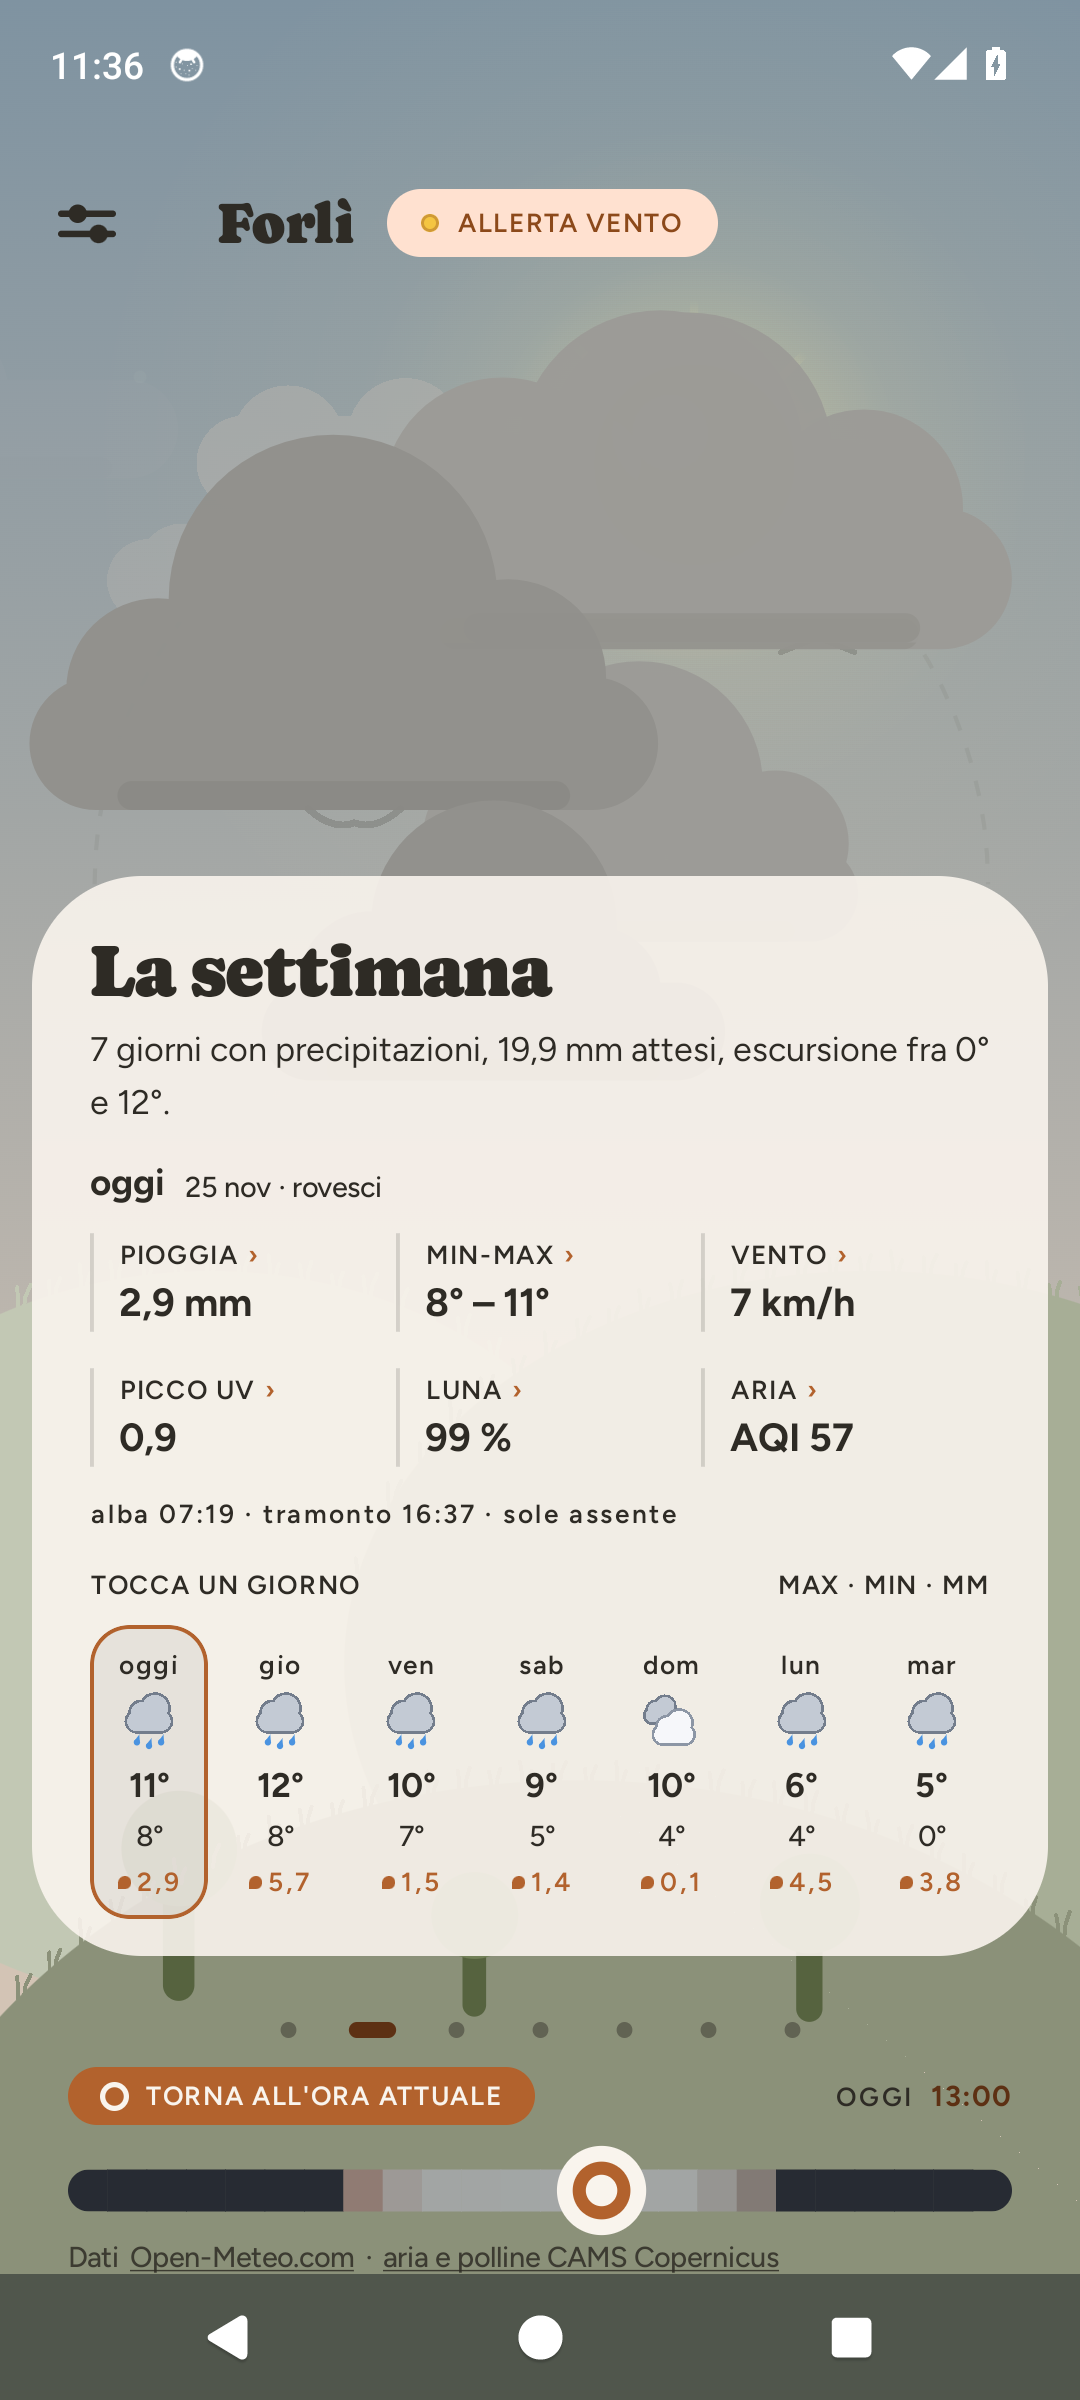 11:36
Forlì
ALLERTA VENTO
La settimana
7 giorni con precipitazioni, 19,9 mm attesi, escursione fra 0°
e 12°.
oggi 25 nov · rovesci
PIOGGIA › MIN-MAX › VENTO ›
2,9 mm 8° – 11° 7 km/h
PICCO UV › LUNA › ARIA ›
0,9 99 % AQI 57
alba 07:19 · tramonto 16:37 · sole assente
TOCCA UN GIORNO MAX · MIN · MM
oggi gio ven sab dom lun mar
11° 12° 10° 9° 10° 6° 5°
8° 8° 7° 5° 4° 4° 0°
2,9 5,7 1,5 1,4 0,1 4,5 3,8
TORNA ALL'ORA ATTUALE OGGI 13:00
Dati Open-Meteo.com · aria e polline CAMS Copernicus